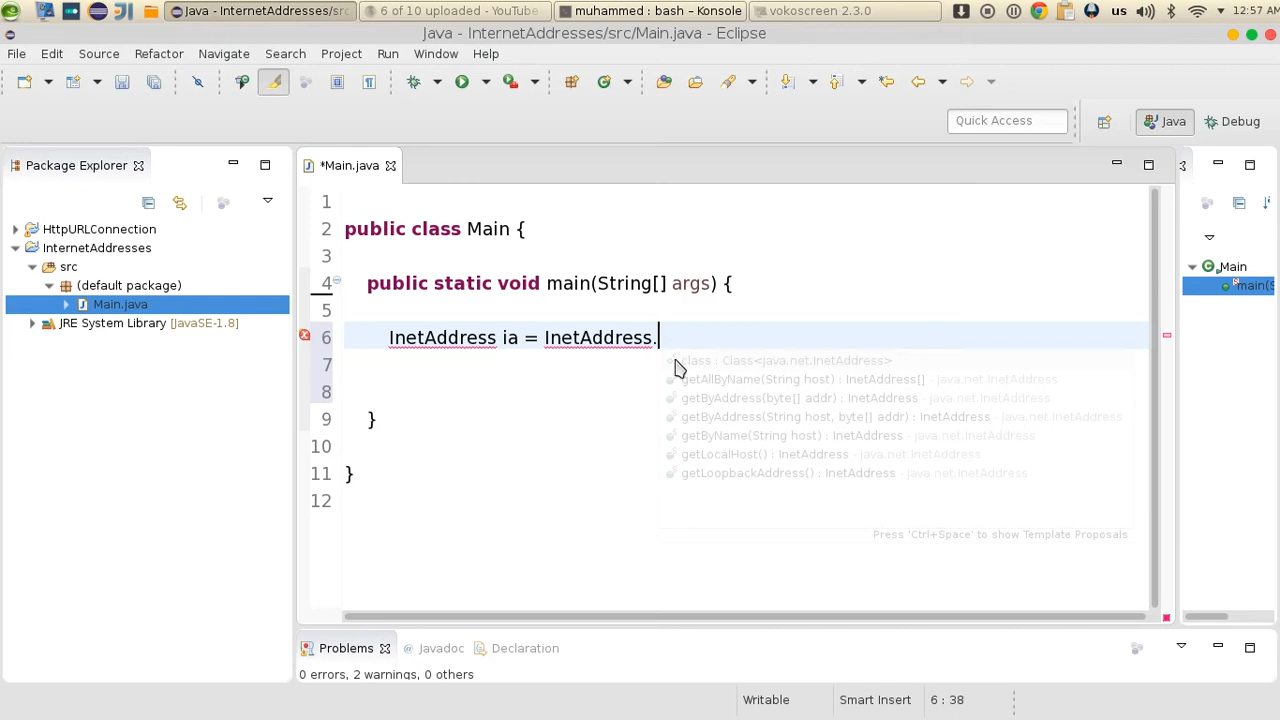 Java - InternetAddresses/src
6 of 10 uploaded - YouTube
muhammed : bash – Konsole
vokoscreen 2.3.0
us
12:57 AM
Java - InternetAddresses/src/Main.java - Eclipse
File Edit Source Refactor Navigate Search Project Run Window Help
Quick Access
Java
Debug
Package Explorer
*Main.java
HttpURLConnection
InternetAddresses
src
(default package)
Main.java
JRE System Library [JavaSE-1.8]
1
2 public class Main {
3
4 public static void main(String[] args) {
5
6 InetAddress ia = InetAddress.
7
8
9 }
10
11 }
12
class : Class<java.net.InetAddress>
getAllByName(String host) : InetAddress[] - java.net.InetAddress
getByAddress(byte[] addr) : InetAddress - java.net.InetAddress
getByAddress(String host, byte[] addr) : InetAddress - java.net.InetAddress
getByName(String host) : InetAddress - java.net.InetAddress
getLocalHost() : InetAddress - java.net.InetAddress
getLoopbackAddress() : InetAddress - java.net.InetAddress
Press 'Ctrl+Space' to show Template Proposals
Main
main(S
Problems
Javadoc
Declaration
0 errors, 2 warnings, 0 others
Writable
Smart Insert
6 : 38